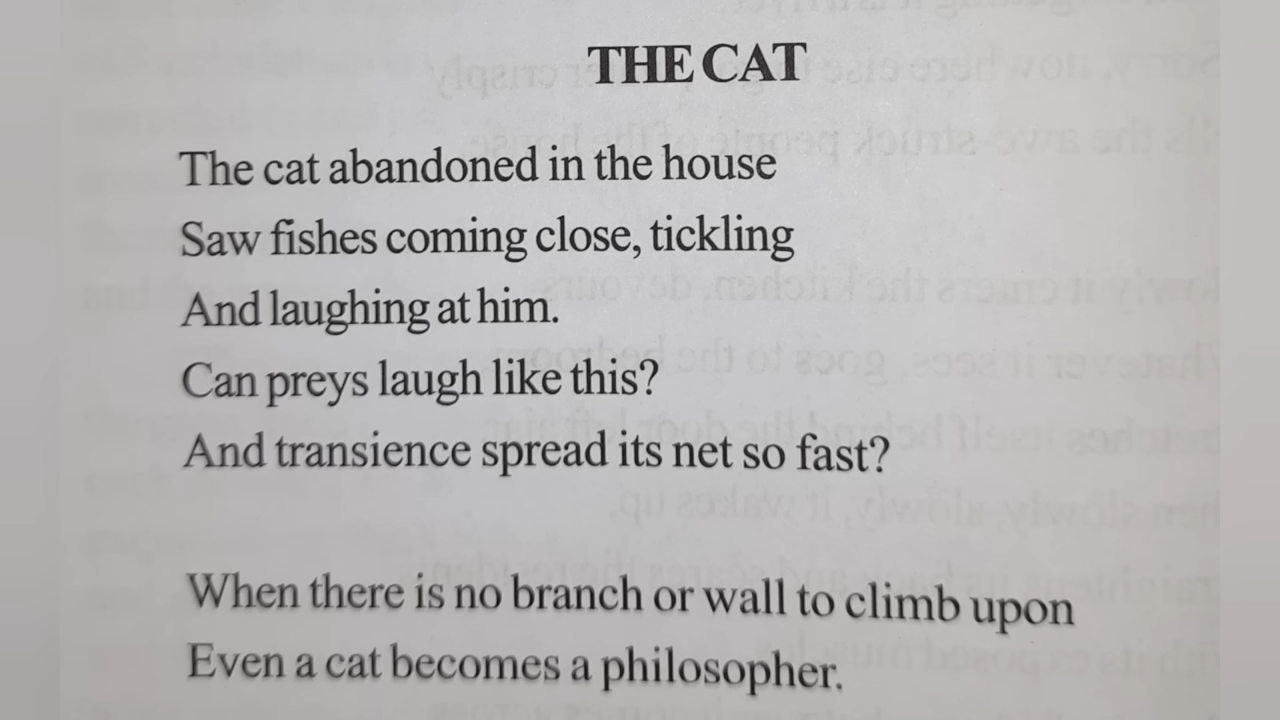 THE CAT
The cat abandoned in the house
Saw fishes coming close, tickling
And laughing at him.
Can preys laugh like this?
And transience spread its net so fast?
When there is no branch or wall to climb upon
Even a cat becomes a philosopher.